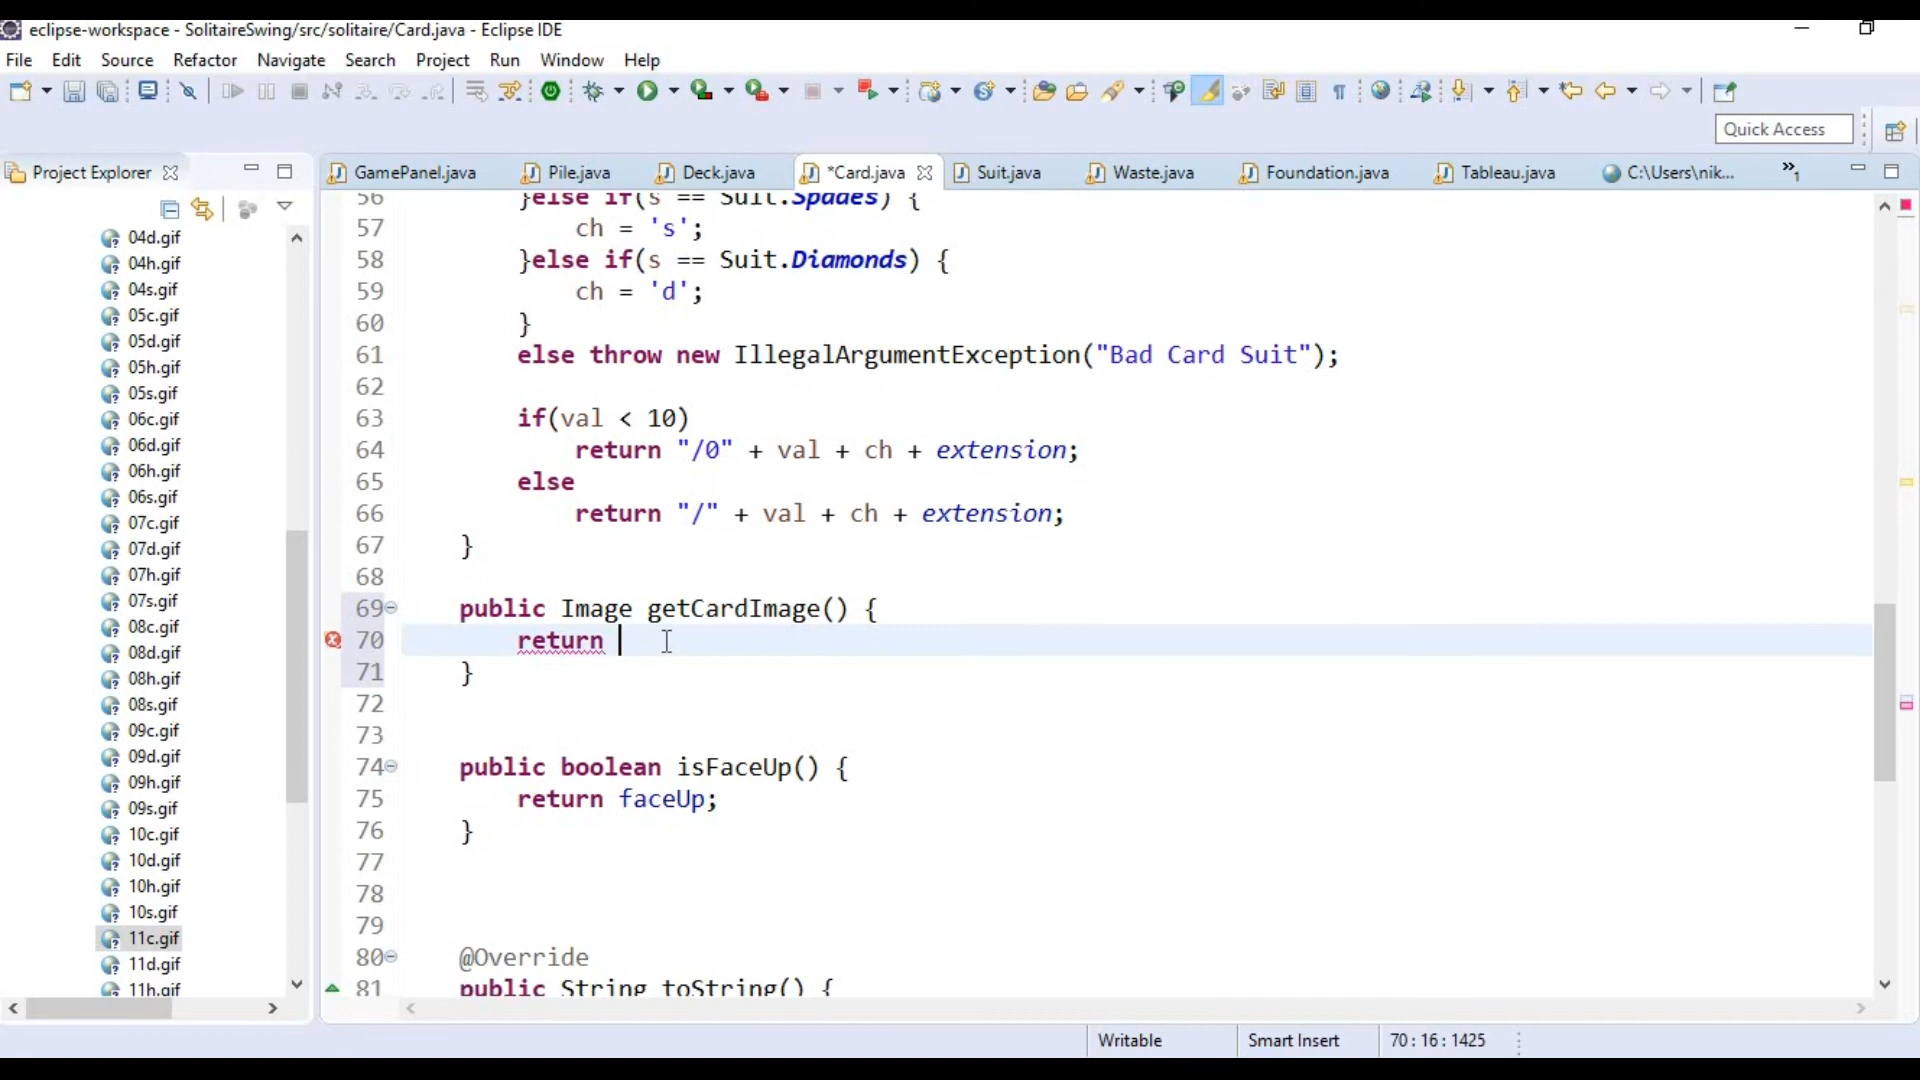 eclipse-workspace - SolitaireSwing/src/solitaire/Card.java - Eclipse IDE
File Edit Source Refactor Navigate Search Project Run Window Help
Quick Access
Project Explorer
GamePanel.java Pile.java Deck.java *Card.java Suit.java Waste.java Foundation.java Tableau.java C:\Users\nik... »1
04d.gif
04h.gif
04s.gif
05c.gif
05d.gif
05h.gif
05s.gif
06c.gif
06d.gif
06h.gif
06s.gif
07c.gif
07d.gif
07h.gif
07s.gif
08c.gif
08d.gif
08h.gif
08s.gif
09c.gif
09d.gif
09h.gif
09s.gif
10c.gif
10d.gif
10h.gif
10s.gif
11c.gif
11d.gif
11h.gif
56 }else if(s == Suit.Spades) {
57 ch = 's';
58 }else if(s == Suit.Diamonds) {
59 ch = 'd';
60 }
61 else throw new IllegalArgumentException("Bad Card Suit");
62
63 if(val < 10)
64 return "/0" + val + ch + extension;
65 else
66 return "/" + val + ch + extension;
67 }
68
69 public Image getCardImage() {
70 return
71 }
72
73
74 public boolean isFaceUp() {
75 return faceUp;
76 }
77
78
79
80 @Override
81 public String toString() {
Writable Smart Insert 70 : 16 : 1425